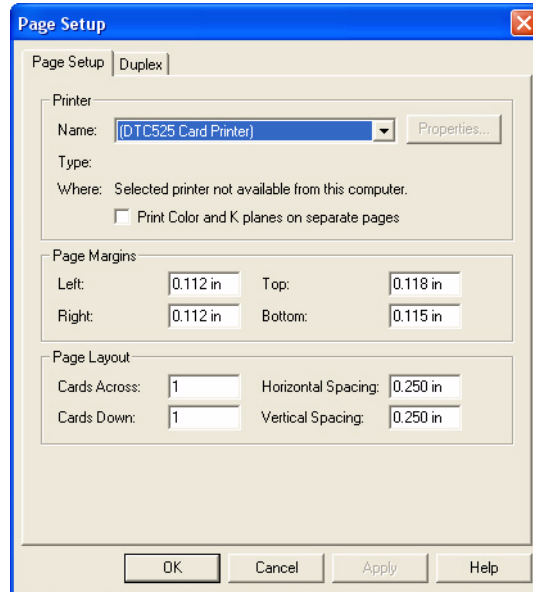 Page Setup
Page Setup Duplex
Printer
Name: (DTC525 Card Printer) Properties...
Type:
Where: Selected printer not available from this computer.
Print Color and K planes on separate pages
Page Margins
Left: 0.112 in Top: 0.118 in
Right: 0.112 in Bottom: 0.115 in
Page Layout
Cards Across: 1 Horizontal Spacing: 0.250 in
Cards Down: 1 Vertical Spacing: 0.250 in
OK Cancel Apply Help